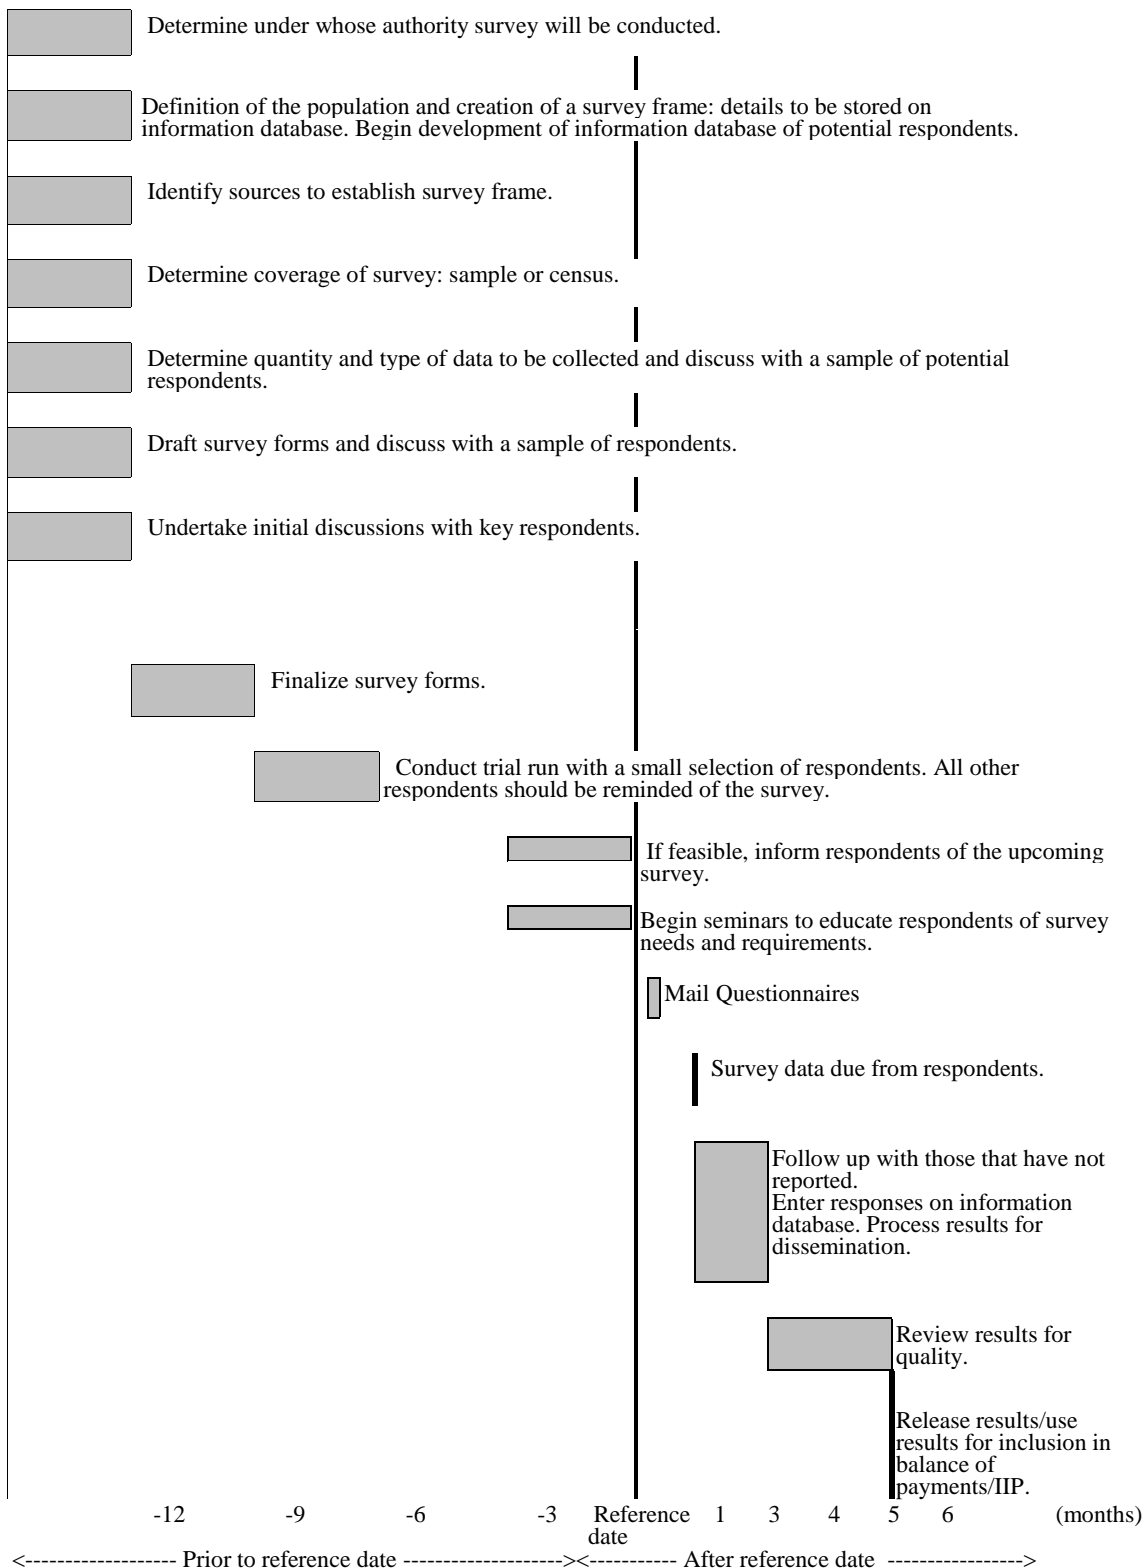 Determine under whose authority survey will be conducted.
Definition of the population and creation of a survey frame: details to be stored on
information database. Begin development of information database of potential respondents.
Identify sources to establish survey frame.
Determine coverage of survey: sample or census.
Determine quantity and type of data to be collected and discuss with a sample of potential
respondents.
Draft survey forms and discuss with a sample of respondents.
Undertake initial discussions with key respondents.
Finalize survey forms.
Conduct trial run with a small selection of respondents. All other
respondents should be reminded of the survey.
If feasible, inform respondents of the upcoming
survey.
Begin seminars to educate respondents of survey
needs and requirements.
Mail Questionnaires
Survey data due from respondents.
Follow up with those that have not
reported.
Enter responses on information
database. Process results for
dissemination.
Review results for
quality.
Release results/use
results for inclusion in
balance of
payments/IIP.
-12 -9 -6 -3 Reference 1 3 4 5 6 (months)
date
<------------------- Prior to reference date --------------------><----------- After reference date ----------------->